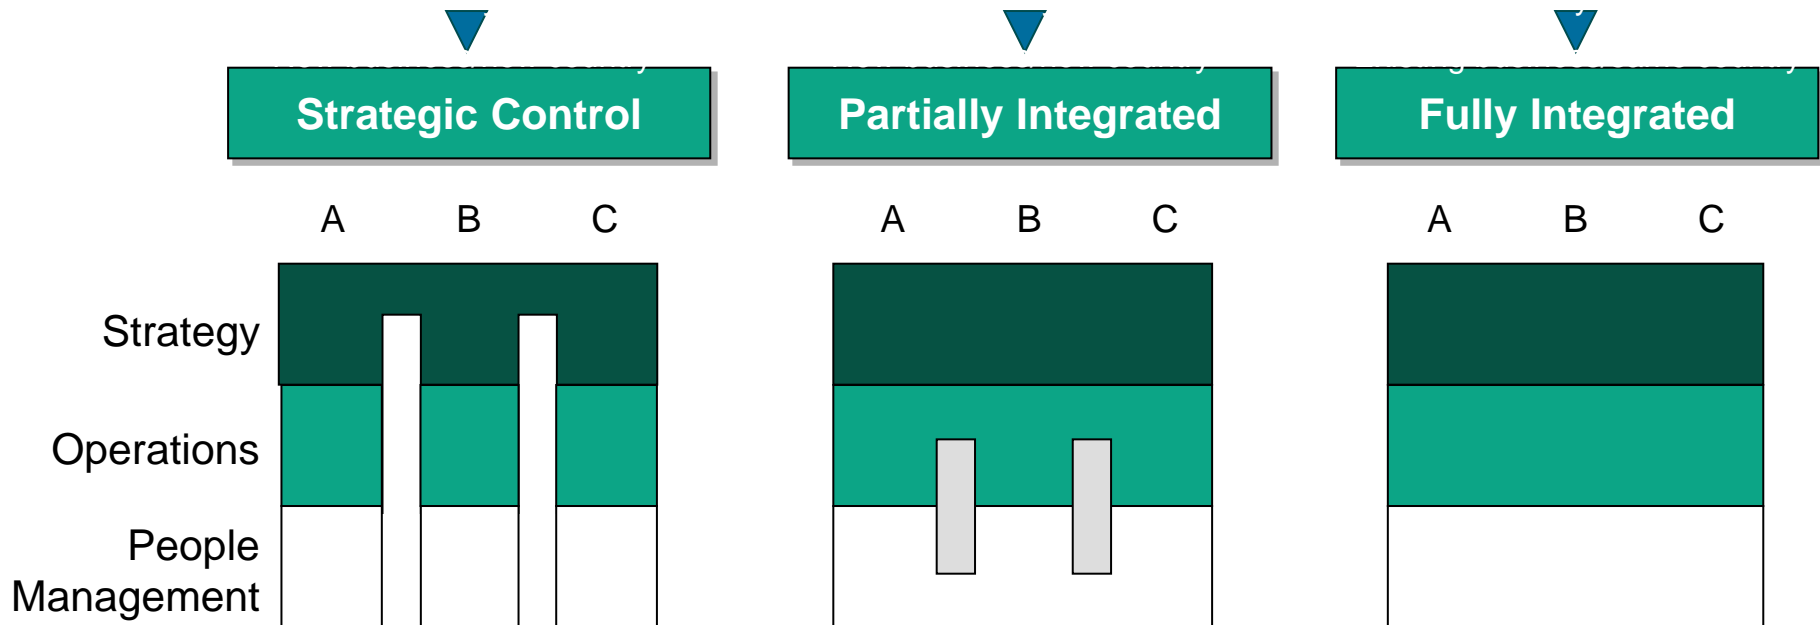 Strategic Control
Partially Integrated
Fully Integrated
A B C
A B C
A B C
Strategy
Operations
People
Management